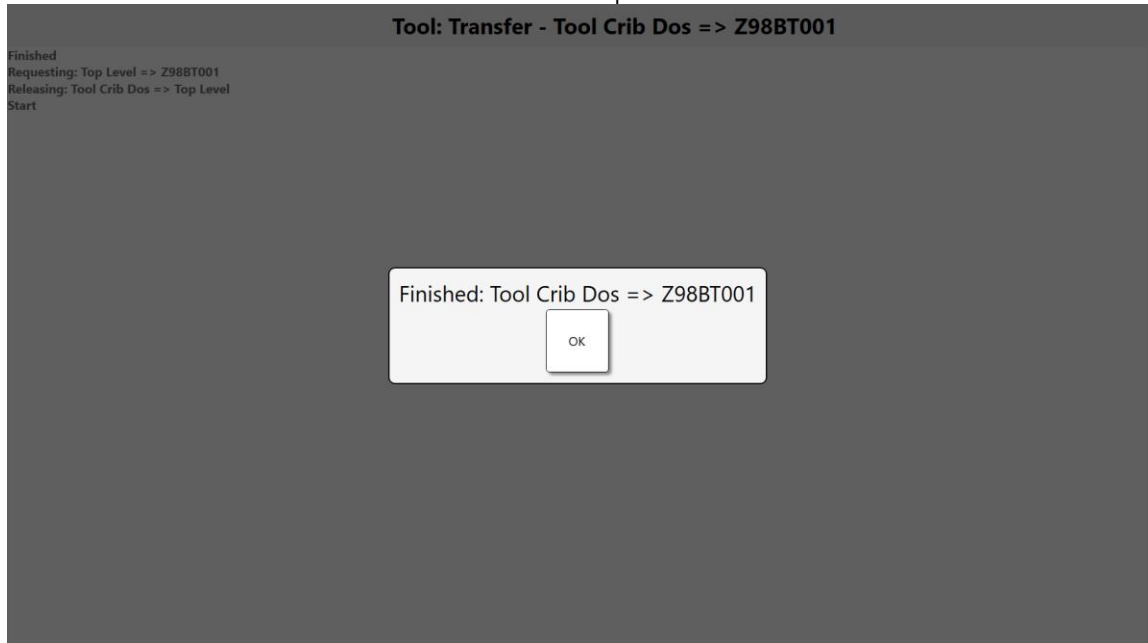 Tool: Transfer - Tool Crib Dos => Z98BT001
Finished
Requesting: Top Level => Z98BT001
Releasing: Tool Crib Dos => Top Level
Start
Finished: Tool Crib Dos => Z98BT001
OK